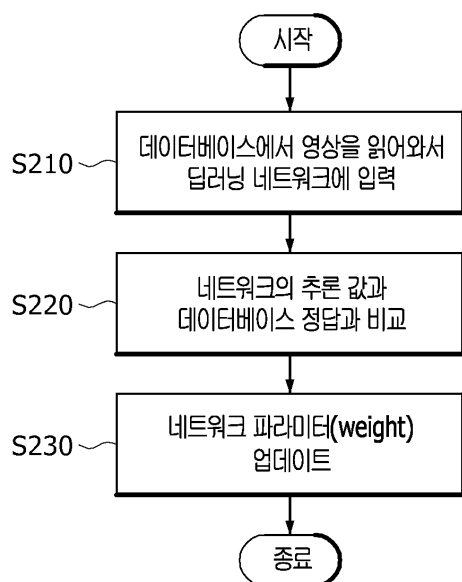 시작
S210
데이터베이스에서 영상을 읽어와서
딥러닝 네트워크에 입력
S220
네트워크의 추론 값과
데이터베이스 정답과 비교
S230
네트워크 파라미터(weight)
업데이트
종료